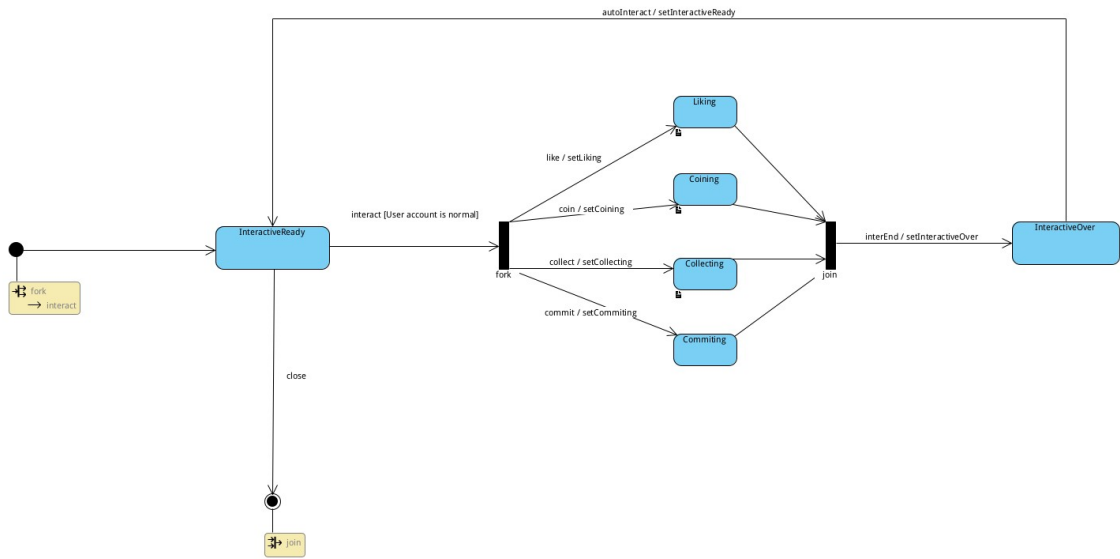 autoInteract / setInteractiveReady
Liking
like / setLiking
Coining
coin / setCoining
interact [User account is normal]
InteractiveReady
InteractiveOver
interEnd / setInteractiveOver
collect / setCollecting
Collecting
fork
join
fork
interact
commit / setCommiting
Commiting
close
join